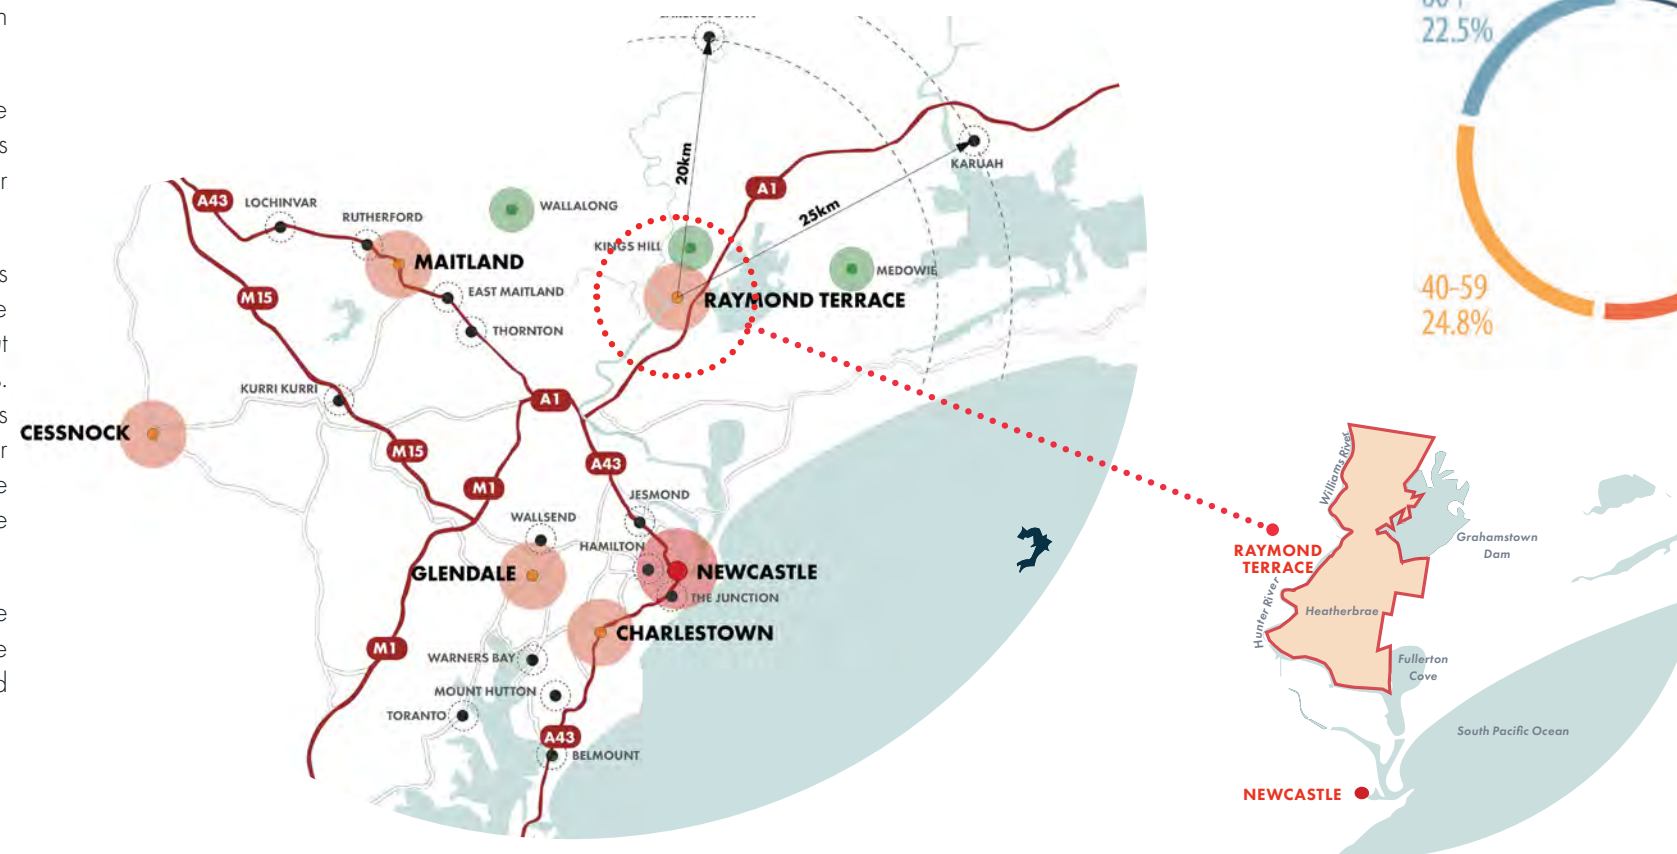 22.5%
20km
A1
KARUAH
25km
A43
LOCHINVAR
RUTHERFORD
WALLALONG
KINGS HILL
MEDOWIE
MAITLAND
EAST MAITLAND
RAYMOND TERRACE
M15
THORNTON
KURRI KURRI
A1
CESSNOCK
M15
A43
M1
JESMOND
WALLSEND
HAMILTON
GLENDALE
NEWCASTLE
THE JUNCTION
CHARLESTOWN
M1
WARNERS BAY
MOUNT HUTTON
TORANTO
A43
BELMOUNT
40–59
24.8%
Williams River
Grahamstown
Dam
RAYMOND
TERRACE
Hunter River
Heatherbrae
Fullerton
Cove
South Pacific Ocean
NEWCASTLE